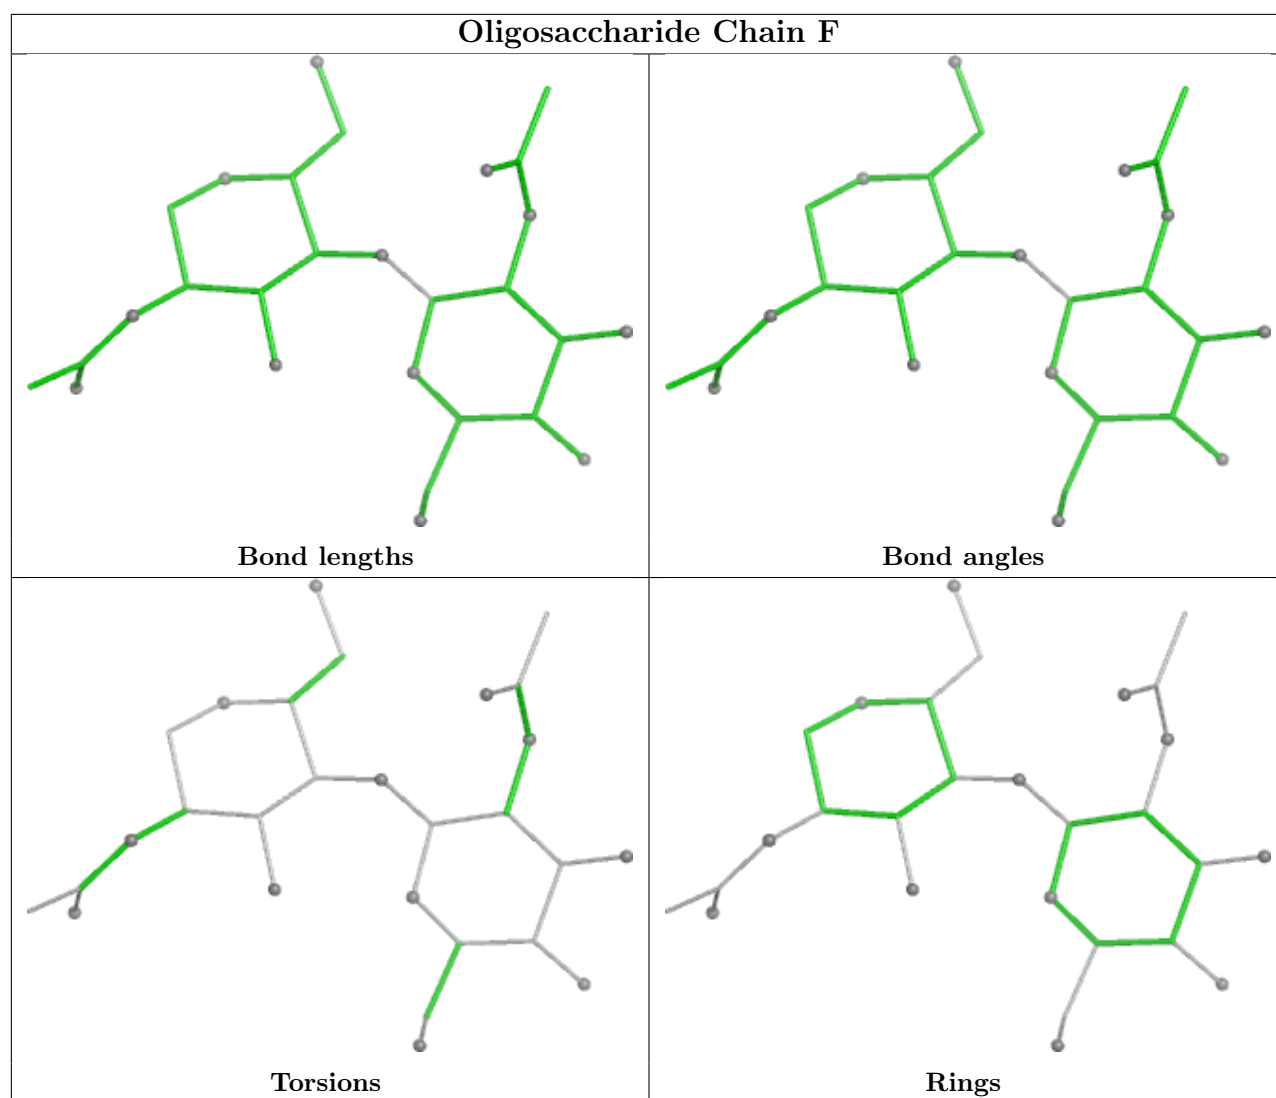 Oligosaccharide Chain F
Bond lengths
Bond angles
Torsions
Rings